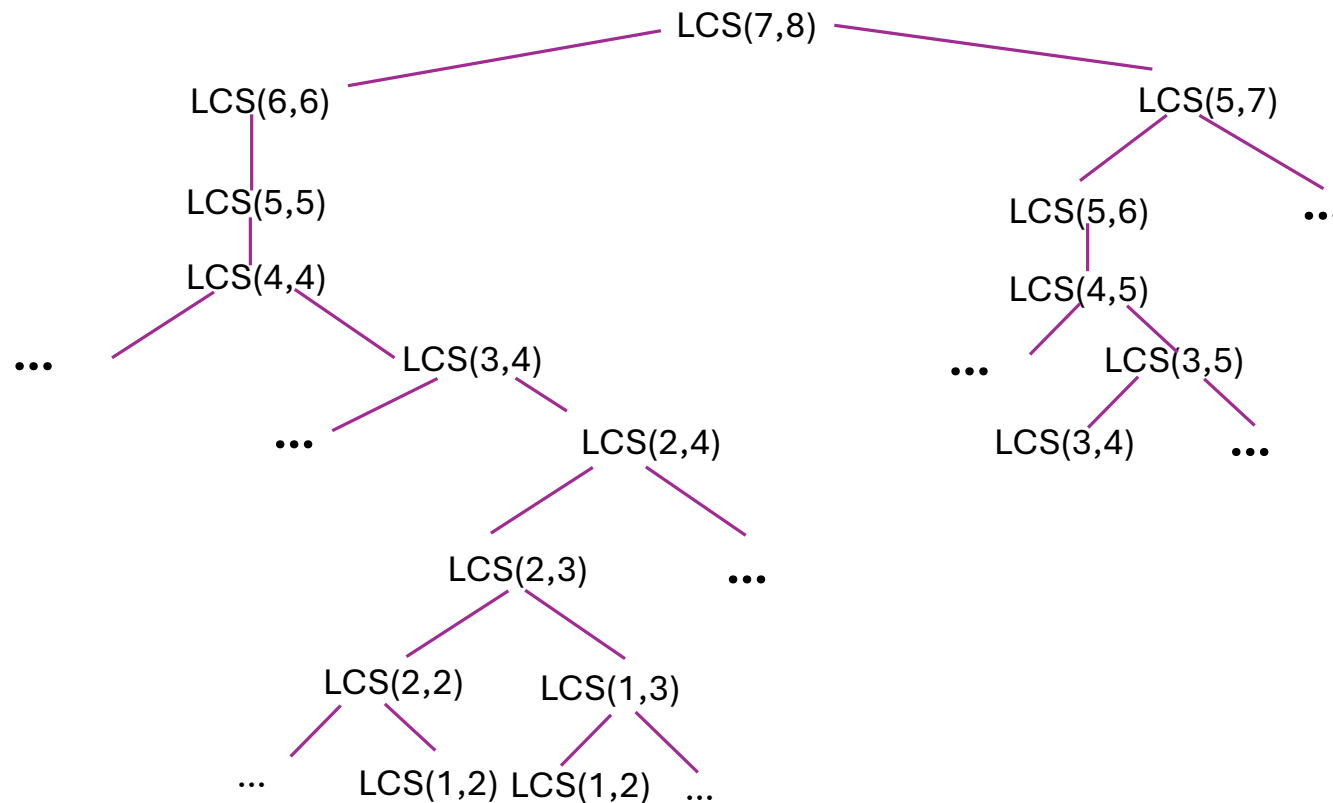 LCS(7,8)
LCS(6,6) LCS(5,7)
LCS(5,5) LCS(5,6) ...
LCS(4,4) LCS(4,5)
... LCS(3,4) ... LCS(3,5)
... LCS(2,4) LCS(3,4) ...
LCS(2,3) ...
LCS(2,2) LCS(1,3)
... LCS(1,2) LCS(1,2) ...